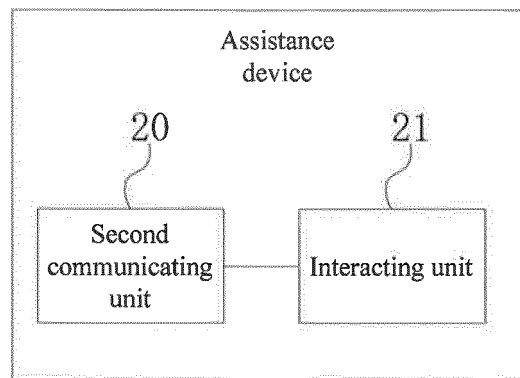 Assistance
device
20
21
Second
communicating
unit
Interacting unit